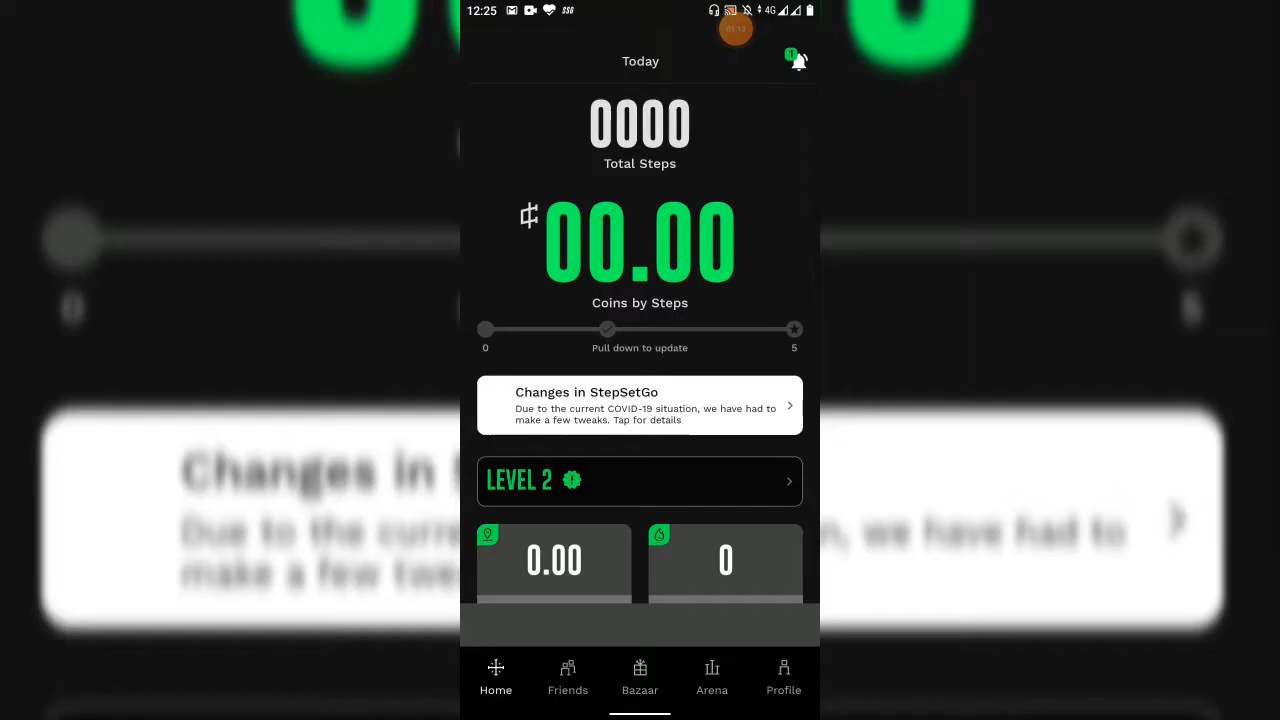 12:25
4G
Today
1
0000
Total Steps
00.00
Coins by Steps
0
Pull down to update
5
Changes in StepSetGo
Due to the current COVID-19 situation, we have had to
make a few tweaks. Tap for details
LEVEL 2
0.00
0
Home
Friends
Bazaar
Arena
Profile